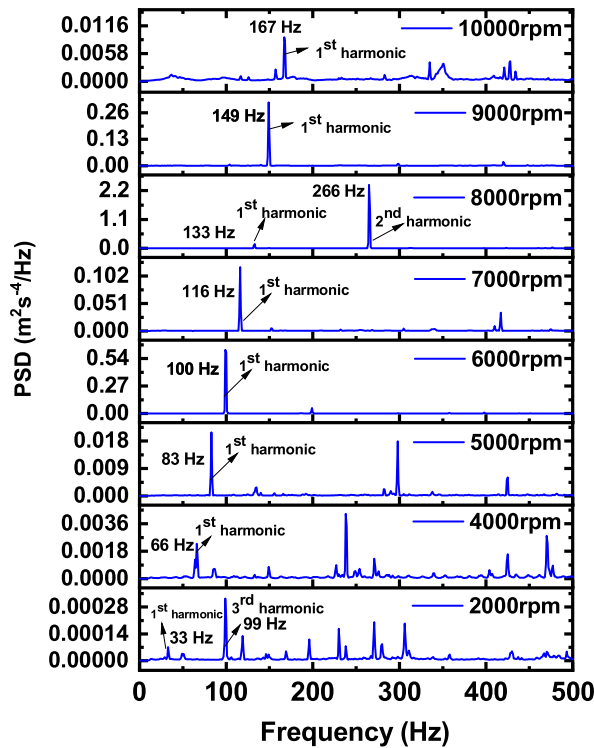 167 Hz
10000rpm
0.0116
0.0058
0.0000
1st harmonic
149 Hz
9000rpm
0.26
0.13
0.00
1st harmonic
266 Hz
8000rpm
2.2
1.1
0.0
1st harmonic
133 Hz
2nd harmonic
7000rpm
0.102
0.051
0.000
116 Hz
1st harmonic
6000rpm
0.54
0.27
0.00
100 Hz
1st harmonic
5000rpm
0.018
0.009
0.000
83 Hz
1st harmonic
4000rpm
0.0036
0.0018
0.0000
66 Hz
1st harmonic
2000rpm
0.00028
0.00014
0.00000
1st harmonic
33 Hz
3rd harmonic
99 Hz
PSD (m2s-4/Hz)
0 100 200 300 400 500
Frequency (Hz)